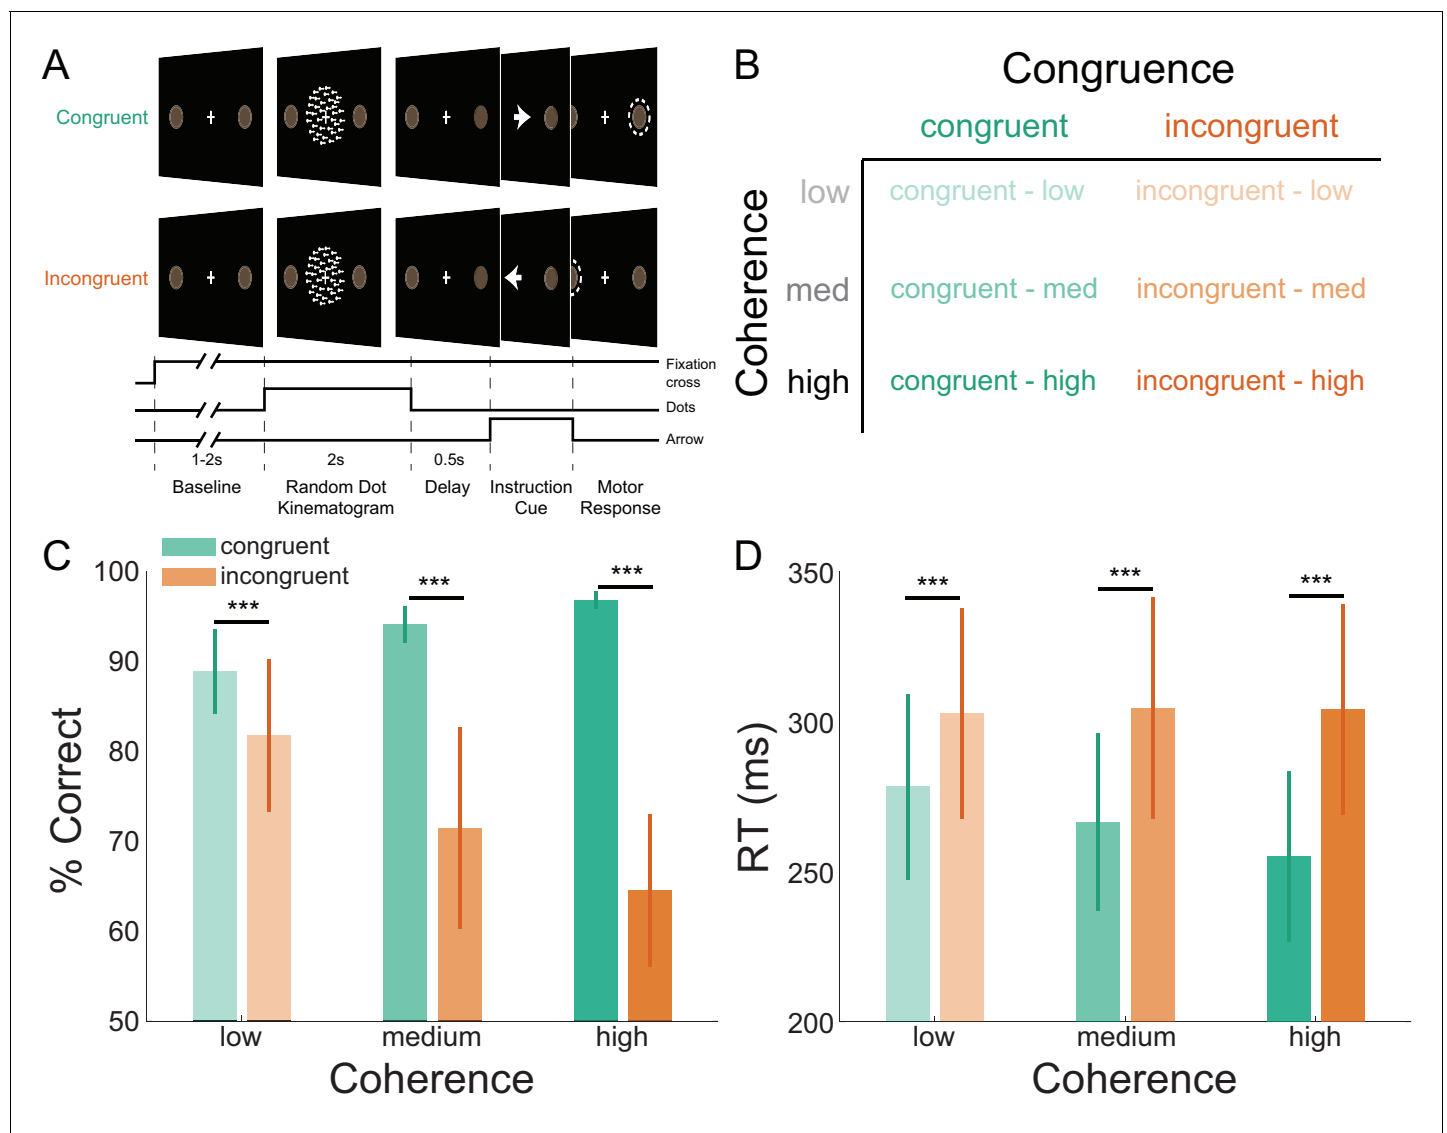 A
Congruent
Incongruent
Fixation
cross
Dots
Arrow
1-2s
2s
0.5s
Baseline
Random Dot
Kinematogram
Delay
Instruction
Cue
Motor
Response
B
Congruence
congruent
incongruent
Coherence
low
congruent - low
incongruent - low
med
congruent - med
incongruent - med
high
congruent - high
incongruent - high
C
congruent
incongruent
% Correct
100
90
80
70
60
50
***
***
***
low
medium
high
Coherence
D
RT (ms)
350
300
250
200
***
***
***
low
medium
high
Coherence